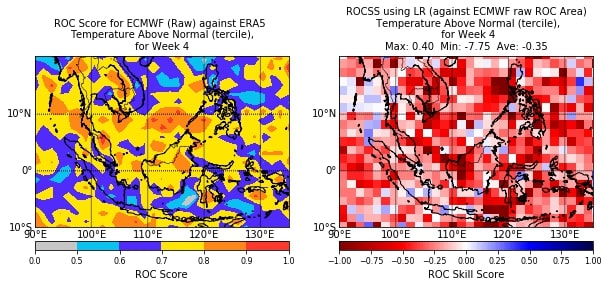 ROC Score for ECMWF (Raw) against ERA5
Temperature Above Normal (tercile),
for Week 4
10°N
0°
10°S
90°E 100°E 110°E 120°E 130°E
0.0 0.5 0.6 0.7 0.8 0.9 1.0
ROC Score
ROCSS using LR (against ECMWF raw ROC Area)
Temperature Above Normal (tercile),
for Week 4
Max: 0.40 Min: -7.75 Ave: -0.35
10°N
0°
10°S
90°E 100°E 110°E 120°E 130°E
−1.00 −0.75 −0.50 −0.25 0.00 0.25 0.50 0.75 1.00
ROC Skill Score